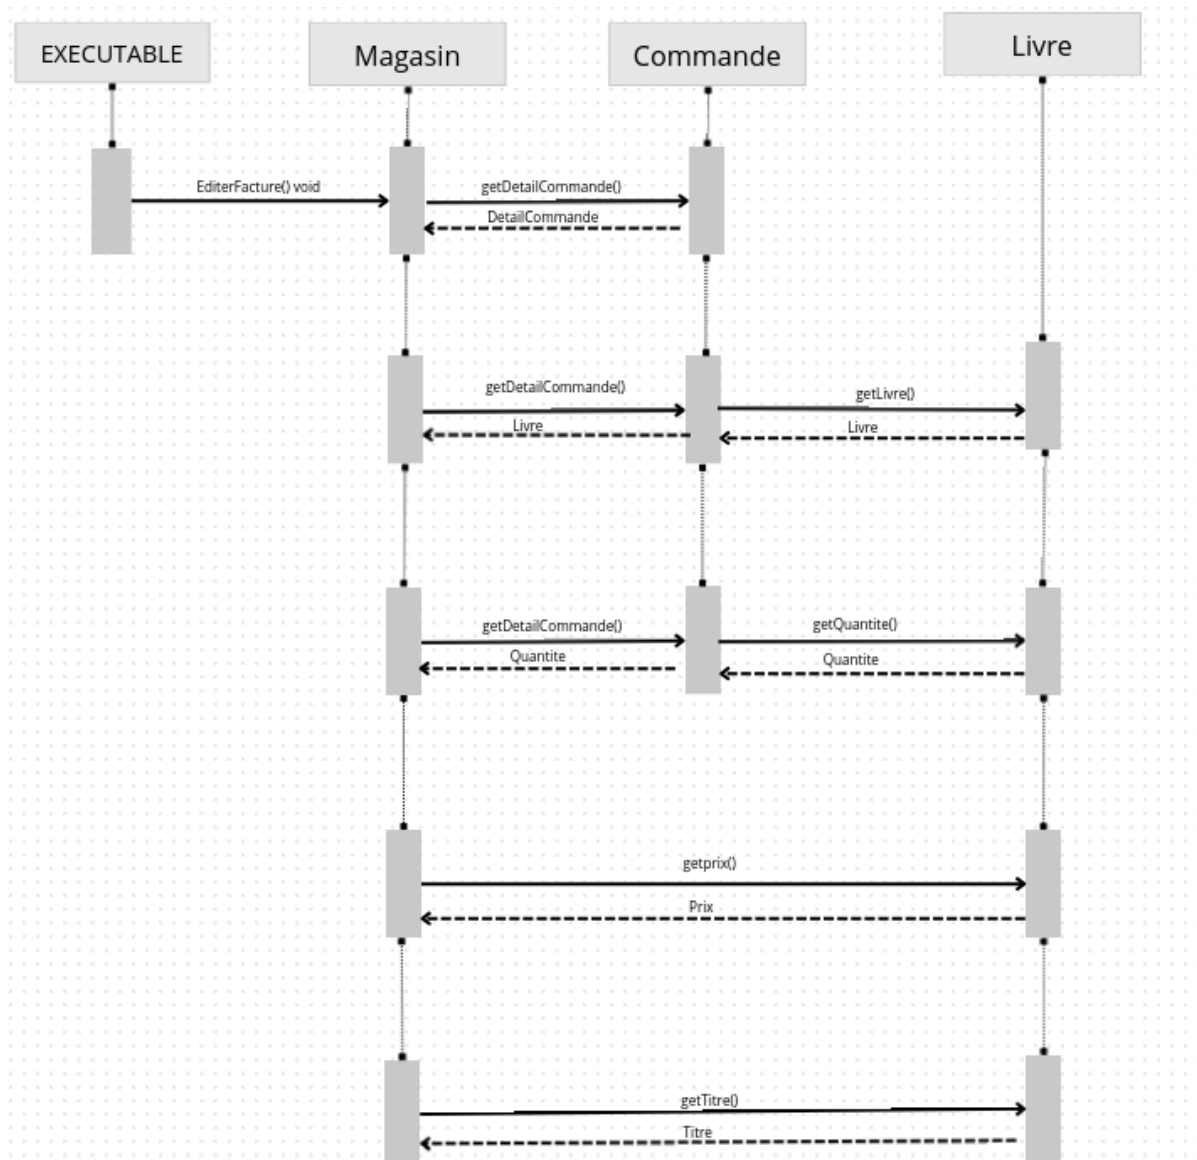 EXECUTABLE
Magasin
Commande
Livre
EditerFacture() void
getDetailCommande()
DetailCommande
getDetailCommande()
getLivre()
Livre
Livre
getDetailCommande()
getQuantite()
Quantite
Quantite
getprix()
Prix
getTitre()
Titre